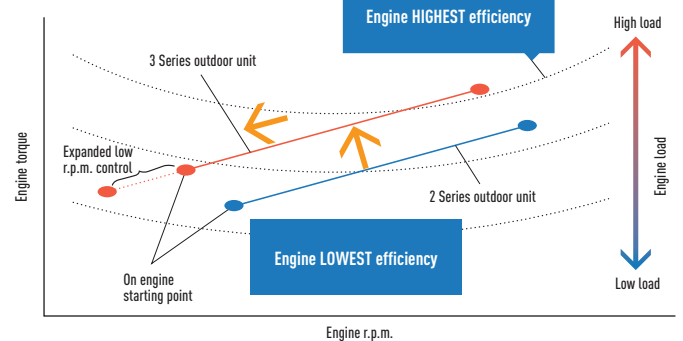 Engine HIGHEST efficiency
High load
3 Series outdoor unit
Engine torque
Expanded low
r.p.m. control
Engine load
2 Series outdoor unit
Engine LOWEST efficiency
On engine
starting point
Low load
Engine r.p.m.